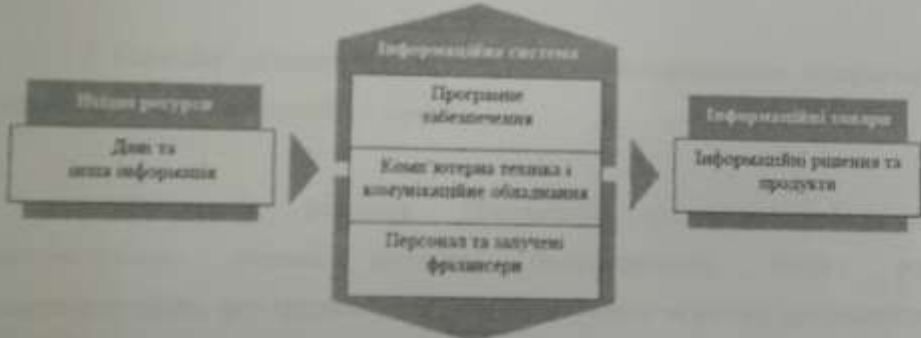 Вхідні ресурси
Дані та
інша інформація
Інформаційна система
Програмне
забезпечення
Комп'ютерна техніка і
комунікаційне обладнання
Персонал та залучені
фрілансери
Інформаційні товари
Інформаційні рішення та
продукти